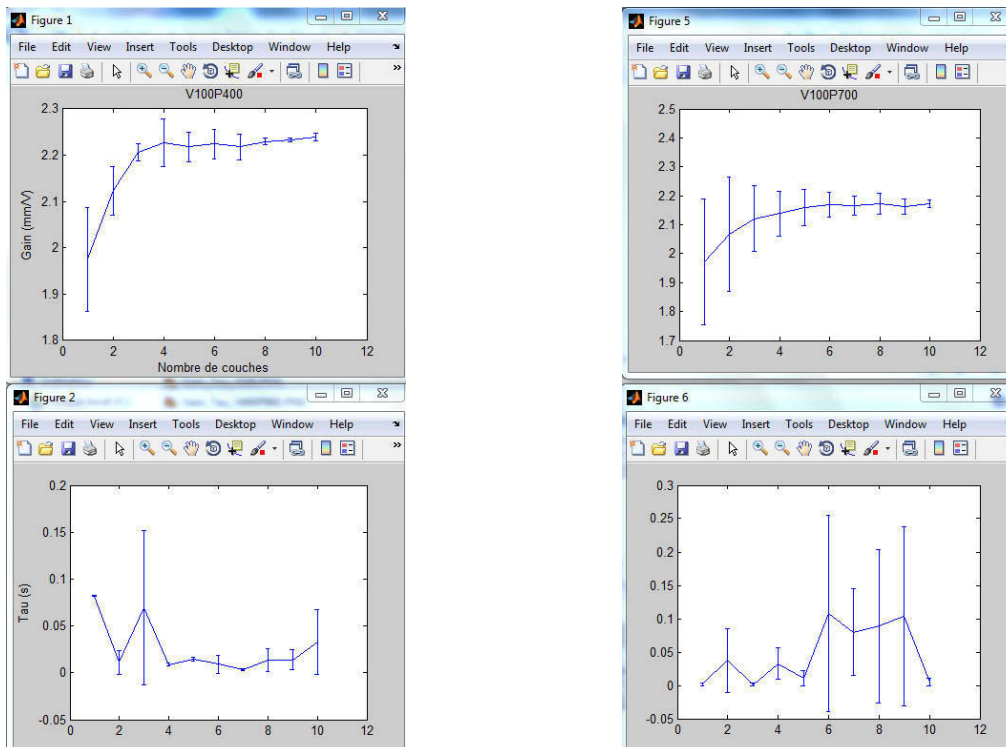 Figure 1
File Edit View Insert Tools Desktop Window Help
V100P400
2.3
2.2
2.1
2
1.9
1.8
Gain (mm/V)
0 2 4 6 8 10 12
Nombre de couches
Figure 5
File Edit View Insert Tools Desktop Window Help
V100P700
2.5
2.4
2.3
2.2
2.1
2
1.9
1.8
1.7
0 2 4 6 8 10 12
Figure 2
File Edit View Insert Tools Desktop Window Help
0.2
0.15
0.1
0.05
0
-0.05
Tau (s)
0 2 4 6 8 10 12
Figure 6
File Edit View Insert Tools Desktop Window Help
0.3
0.25
0.2
0.15
0.1
0.05
0
-0.05
0 2 4 6 8 10 12